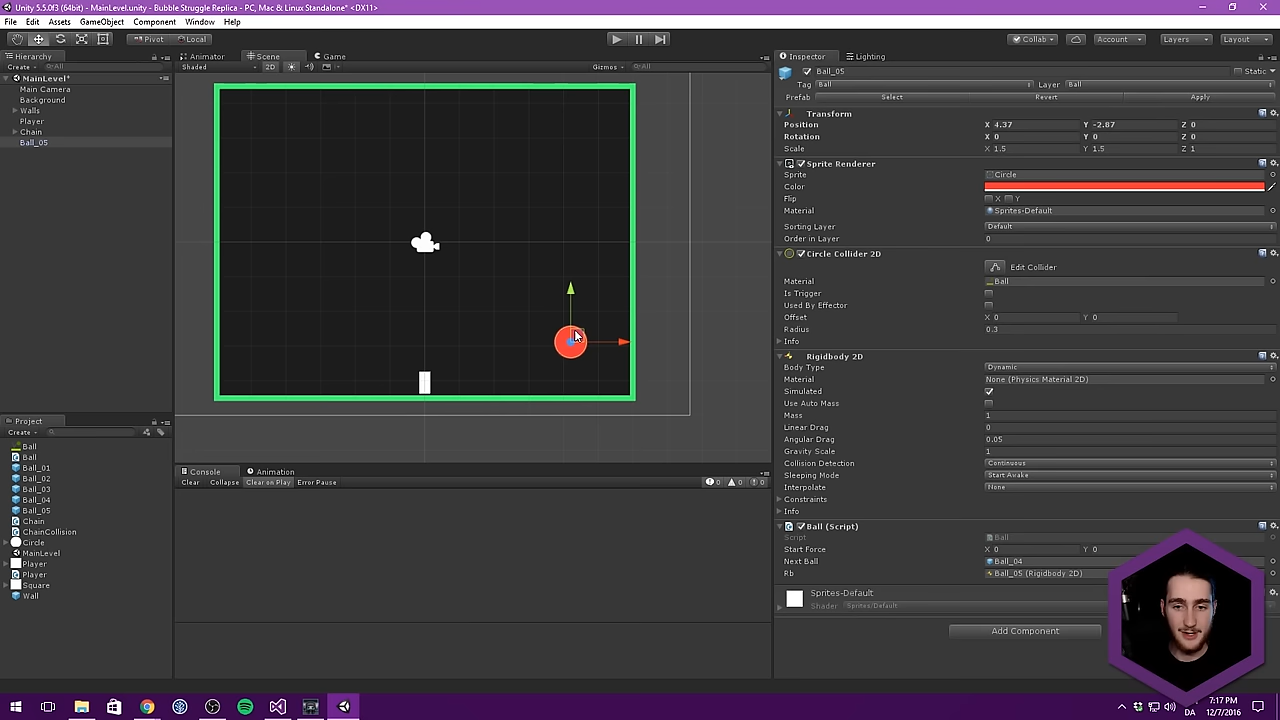 Unity 5.5.0f3 (64bit) - MainLevel.unity - Bubble Struggle Replica - PC, Mac & Linux Standalone* <DX11>
File Edit Assets GameObject Component Window Help
Pivot Local Collab Account Layers Layout
Hierarchy Animator Scene Game Inspector Lighting
Create All Shaded 2D Gizmos All
MainLevel*
Main Camera
Background
Walls
Player
Chain
Ball_05
Ball_05 Static
Tag Ball Layer Ball
Prefab Select Revert Apply
Transform
Position X 4.37 Y -2.87 Z 0
Rotation X 0 Y 0 Z 0
Scale X 1.5 Y 1.5 Z 1
Sprite Renderer
Sprite Circle
Color
Flip X Y
Material Sprites-Default
Sorting Layer Default
Order in Layer 0
Circle Collider 2D
Edit Collider
Material Ball
Is Trigger
Used By Effector
Offset X 0 Y 0
Radius 0.3
Info
Rigidbody 2D
Body Type Dynamic
Material None (Physics Material 2D)
Simulated
Use Auto Mass
Mass 1
Linear Drag 0
Angular Drag 0.05
Gravity Scale 1
Collision Detection Continuous
Sleeping Mode Start Awake
Interpolate None
Constraints
Info
Ball (Script)
Script Ball
Start Force X 0 Y 0
Next Ball Ball_04
Rb Ball_05 (Rigidbody 2D)
Sprites-Default
Shader Sprites/Default
Add Component
Project
Create
Ball
Ball
Ball_01
Ball_02
Ball_03
Ball_04
Ball_05
Chain
ChainCollision
Circle
MainLevel
Player
Player
Square
Wall
Console Animation
Clear Collapse Clear on Play Error Pause 0 0 0
7:17 PM
DA 12/7/2016